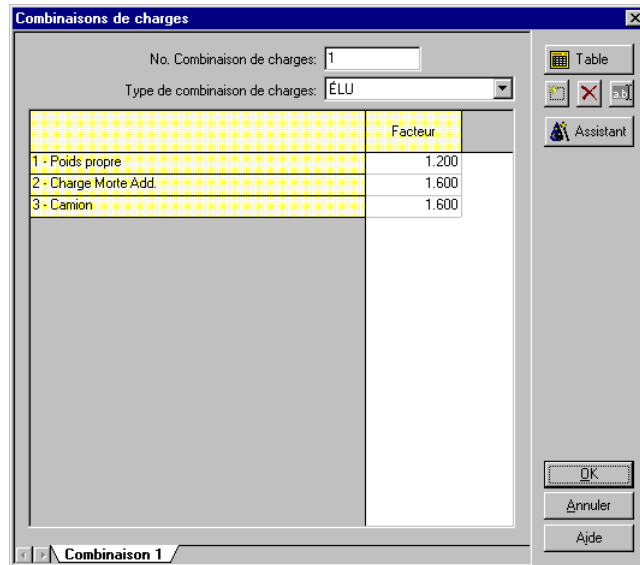 Combinaisons de charges
No. Combinaison de charges: 1
Type de combinaison de charges: ÉLU
Facteur
1 - Poids propre 1.200
2 - Charge Morte Add. 1.600
3 - Camion 1.600
Combinaison 1
Table
a.b
Assistant
OK
Annuler
Aide